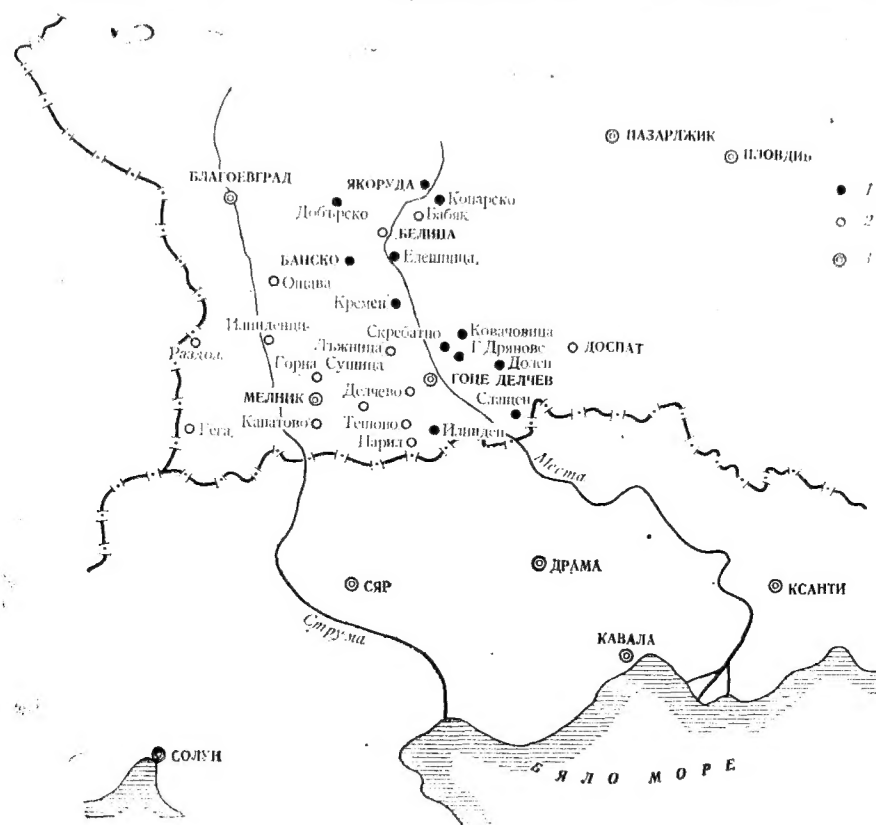 ПАЗАРДЖИК
ПЛОВДИВ
БЛАГОЕВГРАД
ЯКОРУДА
Копарско
1
Добърско
Бабяк
2
БЕЛИЦА
БАНСКО
Елешница,
3
Ощава
Кремен
Илинденци
Скребатно
Ковачовица
Раздол.
Лъжница
Г. Дряново
ДОСПАТ
Горна Сушица
Долен
ГОЦЕ ДЕЛЧЕВ
МЕЛНИК
Делчево
Слащен
Капатово
Тешово
Илинден
Гега,
Парил
Места
ДРАМА
СЯР
КСАНТИ
Струма
КАВАЛА
СОЛУН
БЯЛО МОРЕ